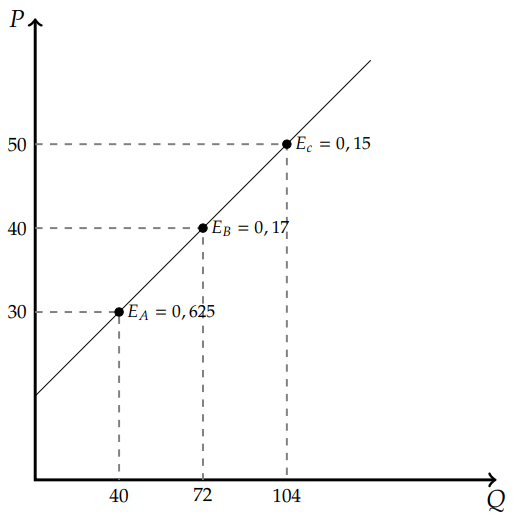 P
50
E_c = 0, 15
40
E_B = 0, 17
30
E_A = 0, 625
40 72 104
Q